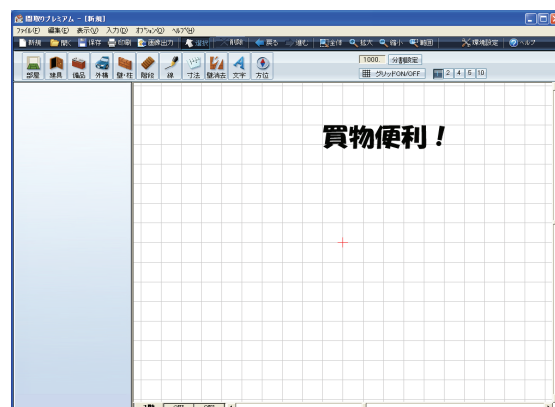 間取りプレミアム - [新規]
ファイル(F) 編集(E) 表示(V) 入力(D) オプション(O) ヘルプ(H)
新規 開く 保存 印刷 画像出力 選択 削除 戻る 進む 全体 拡大 縮小 範囲 環境設定 ヘルプ
1000. 分割設定
部屋 建具 備品 外構 壁・柱 階段 線 寸法 壁消去 文字 方位
グリッドON/OFF 2 4 5 10
買物便利!